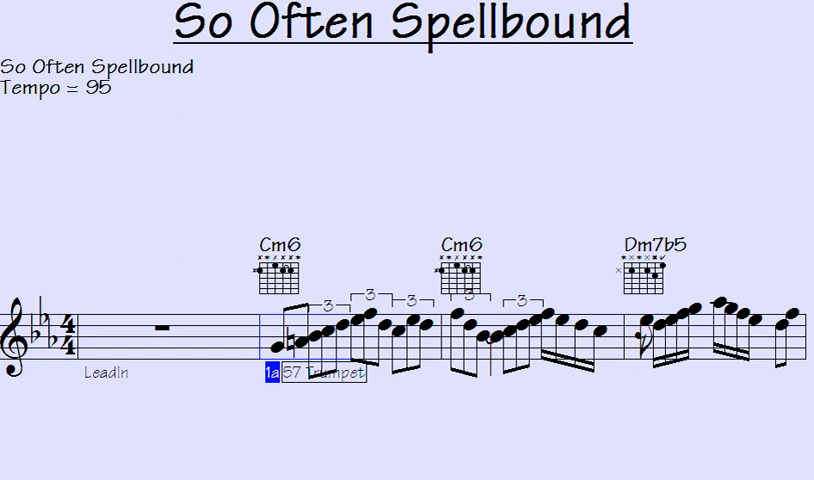 So Often Spellbound
So Often Spellbound
Tempo = 95
Cm6 Cm6 Dm7b5
3 3 3 3 3
4
4
LeadIn 1a 57 Trumpet